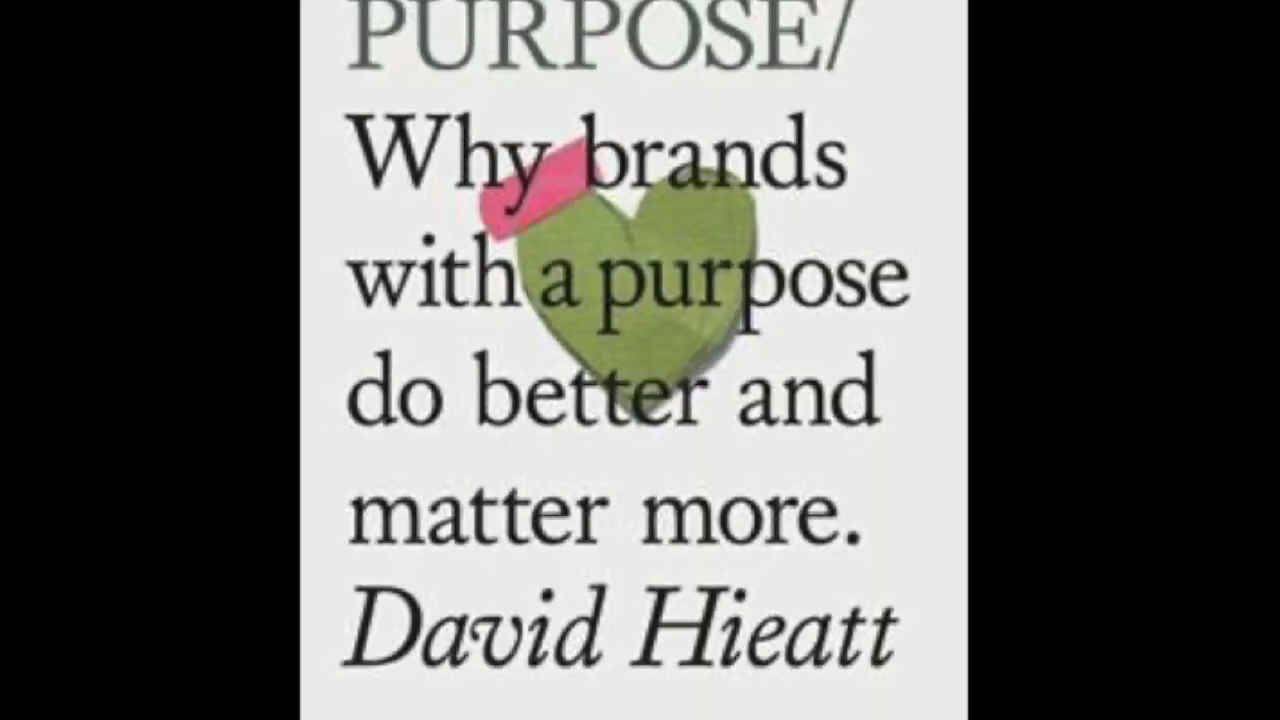 PURPOSE/
Why brands
with a purpose
do better and
matter more.
David Hieatt